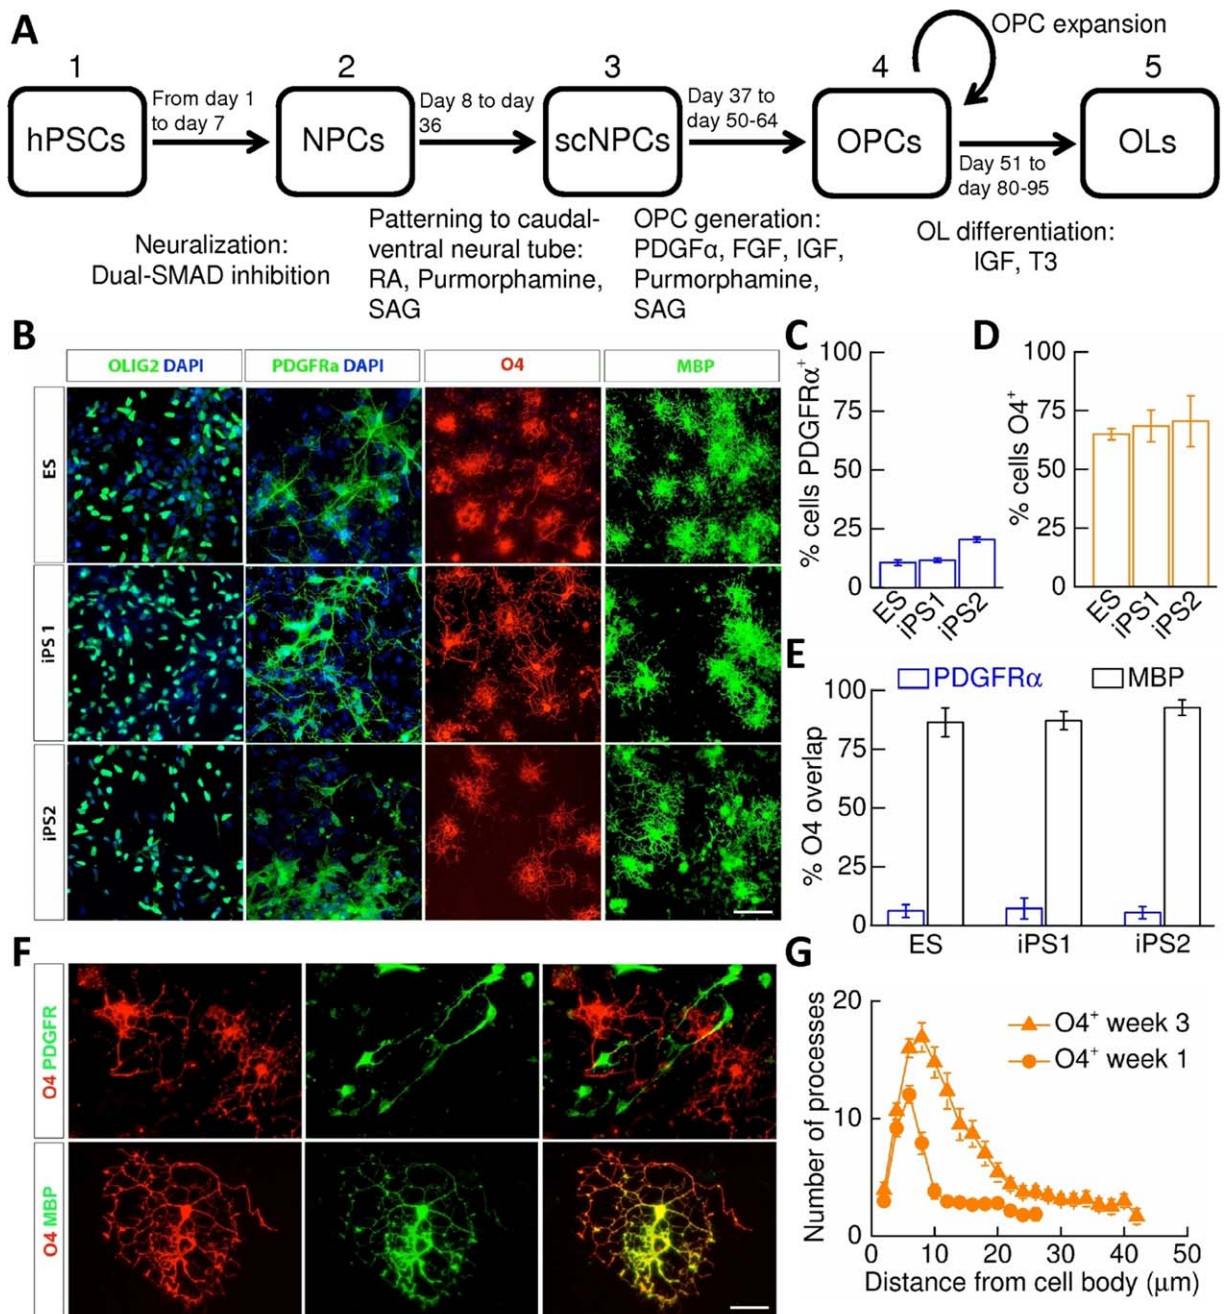 A
1
2
3
4
5
OPC expansion
hPSCs
From day 1
to day 7
NPCs
Day 8 to day
36
scNPCs
Day 37 to
day 50-64
OPCs
Day 51 to
day 80-95
OLs
Neuralization:
Dual-SMAD inhibition
Patterning to caudal-
ventral neural tube:
RA, Purmorphamine,
SAG
OPC generation:
PDGFα, FGF, IGF,
Purmorphamine,
SAG
OL differentiation:
IGF, T3
B
OLIG2 DAPI
PDGFRa DAPI
O4
MBP
ES
iPS 1
iPS2
C
% cells PDGFRα+
100
75
50
25
0
ES
iPS1
iPS2
D
% cells O4+
100
75
50
25
0
ES
iPS1
iPS2
E
PDGFRα
MBP
% O4 overlap
100
75
50
25
0
ES
iPS1
iPS2
F
O4 PDGFR
O4 MBP
G
Number of processes
20
10
0
O4+ week 3
O4+ week 1
0
10
20
30
40
50
Distance from cell body (μm)